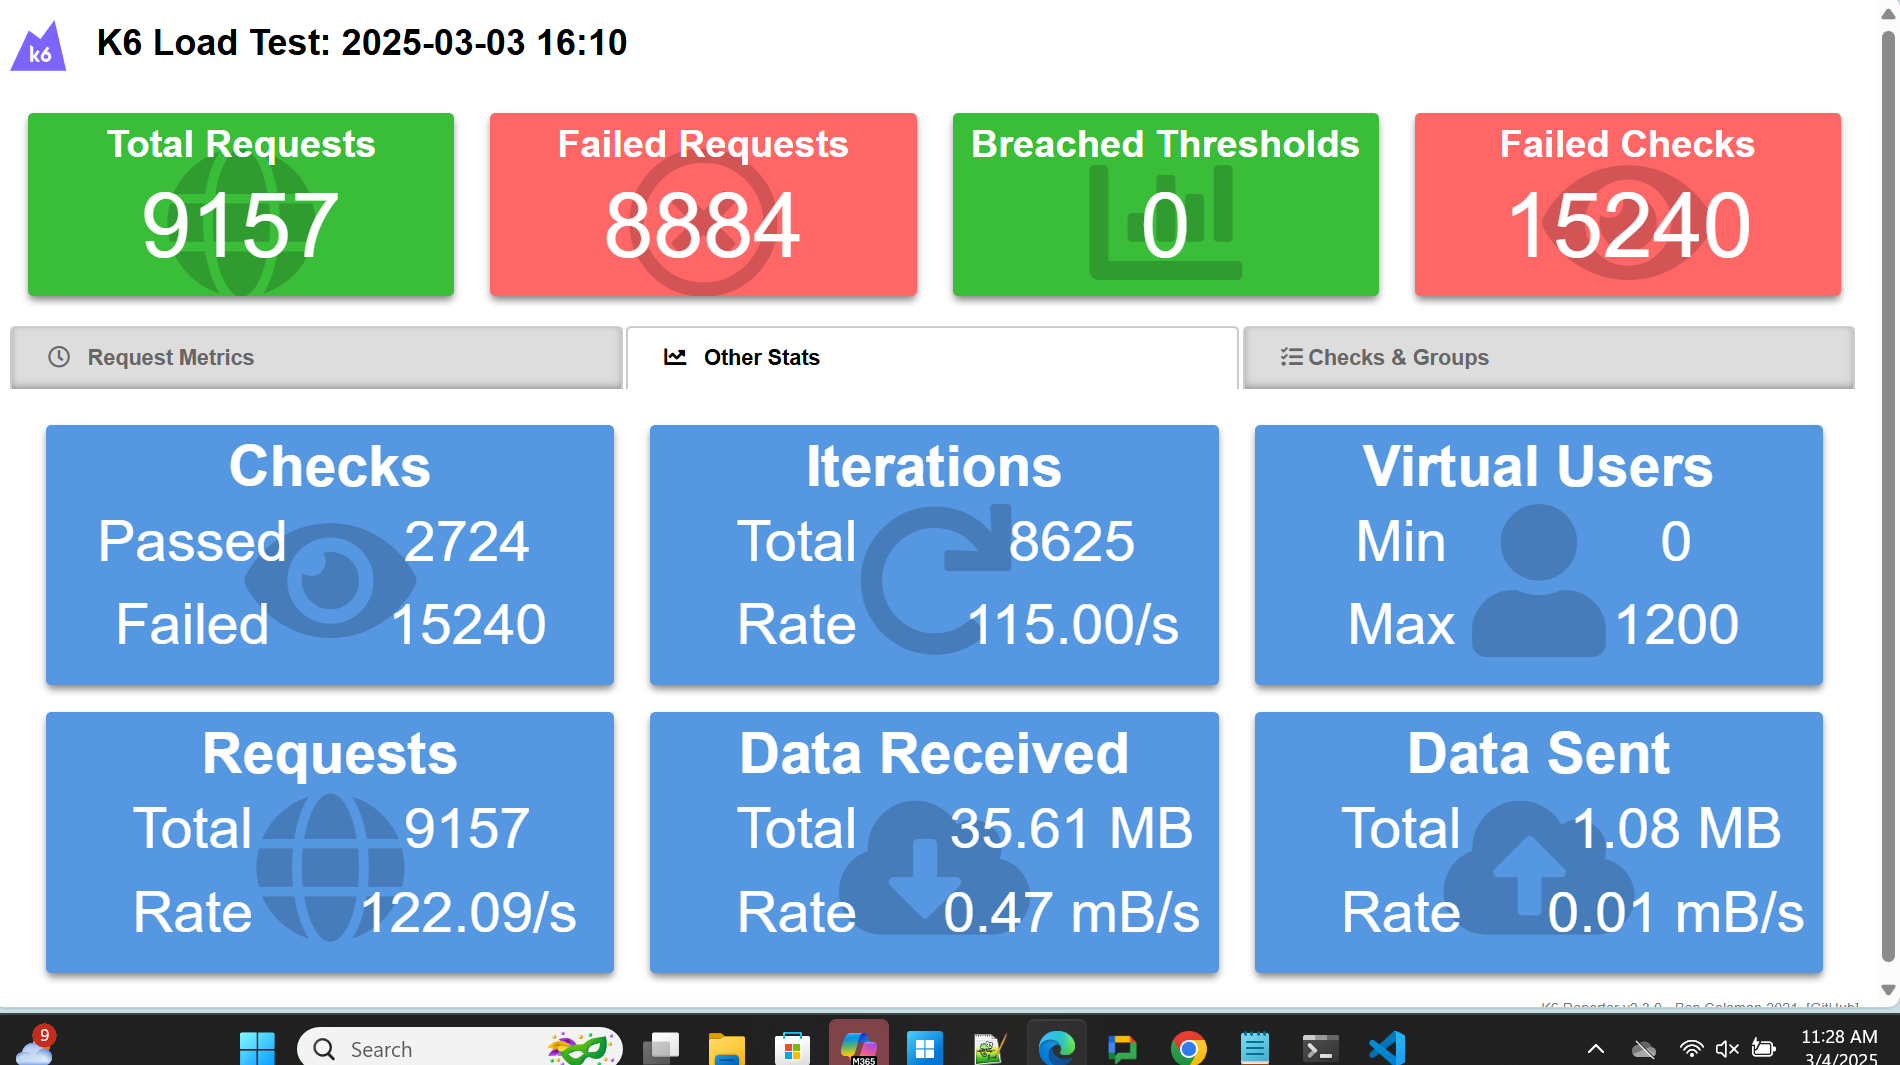 k6
K6 Load Test: 2025-03-03 16:10
Total Requests
9157
Failed Requests
8884
Breached Thresholds
0
Failed Checks
15240
Request Metrics
Other Stats
Checks & Groups
Checks
Passed 2724
Failed 15240
Iterations
Total 8625
Rate 115.00/s
Virtual Users
Min 0
Max 1200
Requests
Total 9157
Rate 122.09/s
Data Received
Total 35.61 MB
Rate 0.47 mB/s
Data Sent
Total 1.08 MB
Rate 0.01 mB/s
9
Search
M365
11:28 AM
3/4/2025